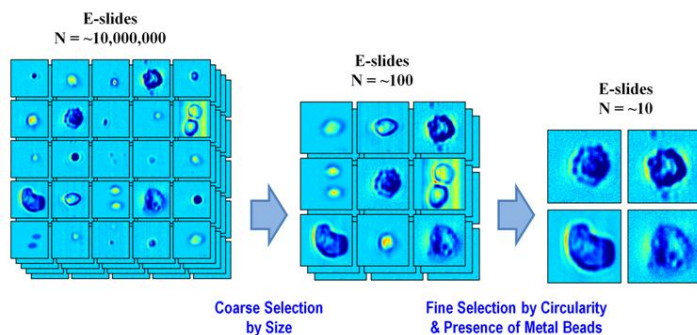 E-slides
N = ~10,000,000
E-slides
N = ~100
E-slides
N = ~10
Coarse Selection
by Size
Fine Selection by Circularity
& Presence of Metal Beads